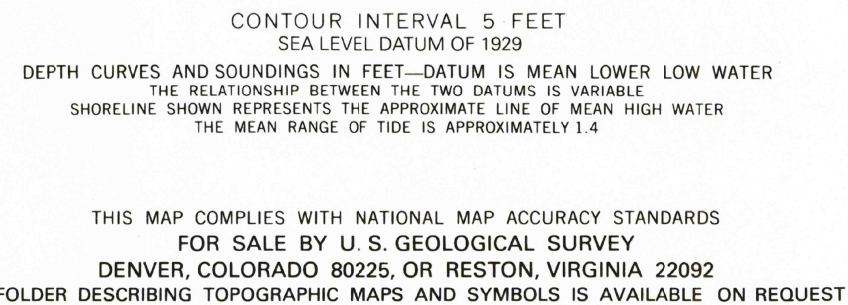 CONTOUR INTERVAL 5 FEET
SEA LEVEL DATUM OF 1929
DEPTH CURVES AND SOUNDINGS IN FEET—DATUM IS MEAN LOWER LOW WATER
THE RELATIONSHIP BETWEEN THE TWO DATUMS IS VARIABLE
SHORELINE SHOWN REPRESENTS THE APPROXIMATE LINE OF MEAN HIGH WATER
THE MEAN RANGE OF TIDE IS APPROXIMATELY 1.4
THIS MAP COMPLIES WITH NATIONAL MAP ACCURACY STANDARDS
FOR SALE BY U. S. GEOLOGICAL SURVEY
DENVER, COLORADO 80225, OR RESTON, VIRGINIA 22092
FOLDER DESCRIBING TOPOGRAPHIC MAPS AND SYMBOLS IS AVAILABLE ON REQUEST